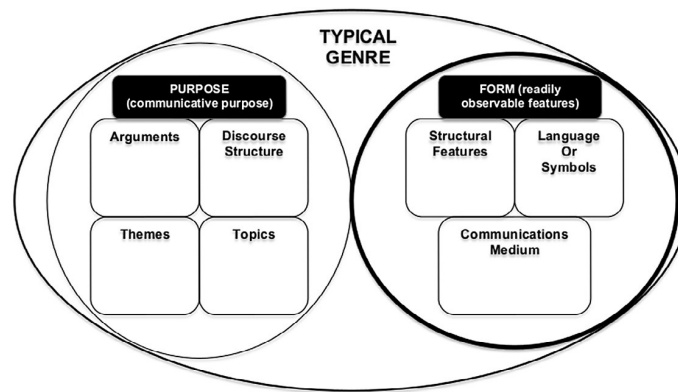 TYPICAL
GENRE
PURPOSE
(communicative purpose)
Arguments
Discourse
Structure
Themes
Topics
FORM (readily
observable features)
Structural
Features
Language
Or
Symbols
Communications
Medium